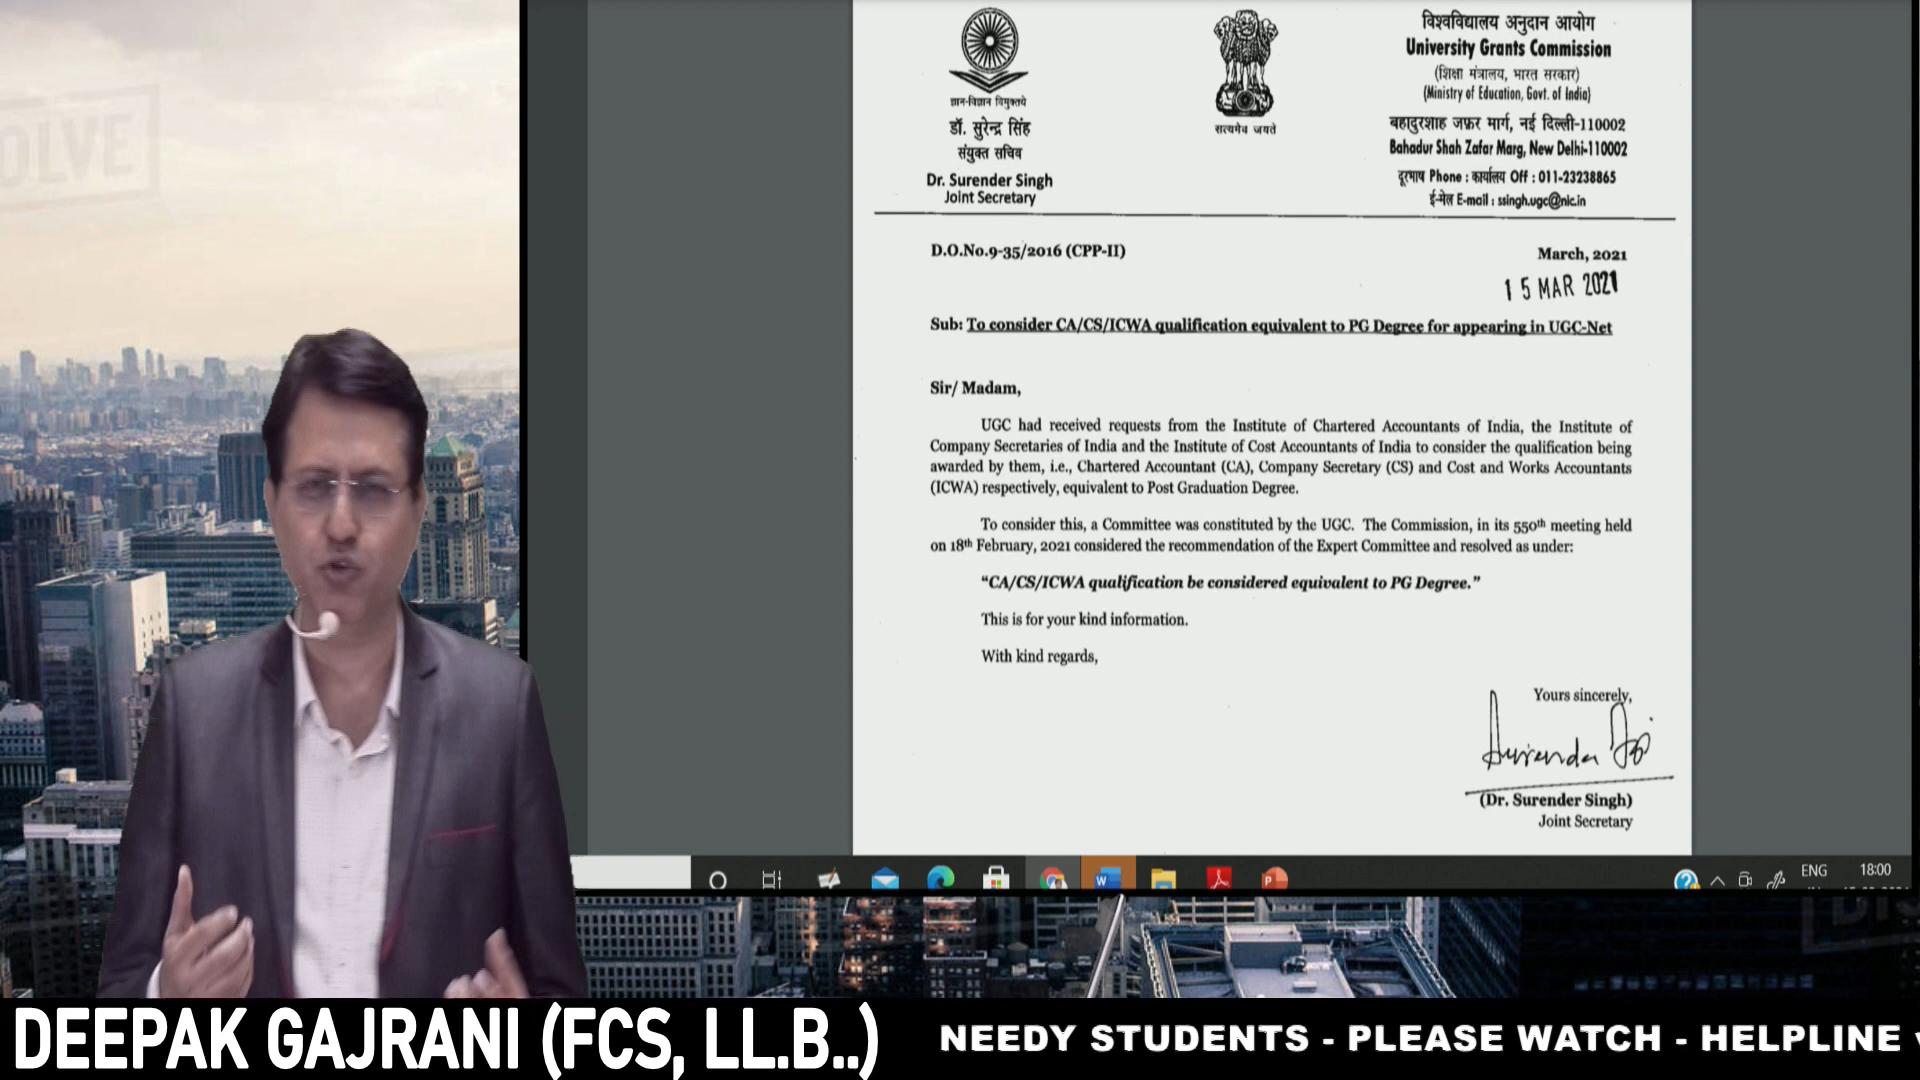 OLVE
ज्ञान-विज्ञान विमुक्तये
डॉ. सुरेन्द्र सिंह
संयुक्त सचिव
Dr. Surender Singh
Joint Secretary
सत्यमेव जयते
विश्वविद्यालय अनुदान आयोग
University Grants Commission
(शिक्षा मंत्रालय, भारत सरकार)
(Ministry of Education, Govt. of India)
बहादुरशाह ज़फ़र मार्ग, नई दिल्ली-110002
Bahadur Shah Zafar Marg, New Delhi-110002
दूरभाष Phone : कार्यालय Off : 011-23238865
ई-मेल E-mail : ssingh.ugc@nic.in
D.O.No.9-35/2016 (CPP-II)
March, 2021
15 MAR 2021
Sub: To consider CA/CS/ICWA qualification equivalent to PG Degree for appearing in UGC-Net
Sir/ Madam,
UGC had received requests from the Institute of Chartered Accountants of India, the Institute of
Company Secretaries of India and the Institute of Cost Accountants of India to consider the qualification being
awarded by them, i.e., Chartered Accountant (CA), Company Secretary (CS) and Cost and Works Accountants
(ICWA) respectively, equivalent to Post Graduation Degree.
To consider this, a Committee was constituted by the UGC. The Commission, in its 550th meeting held
on 18th February, 2021 considered the recommendation of the Expert Committee and resolved as under:
“CA/CS/ICWA qualification be considered equivalent to PG Degree.”
This is for your kind information.
With kind regards,
Yours sincerely,
(Dr. Surender Singh)
Joint Secretary
ENG
18:00
DEEPAK GAJRANI (FCS, LL.B..)
NEEDY STUDENTS - PLEASE WATCH - HELPLINE